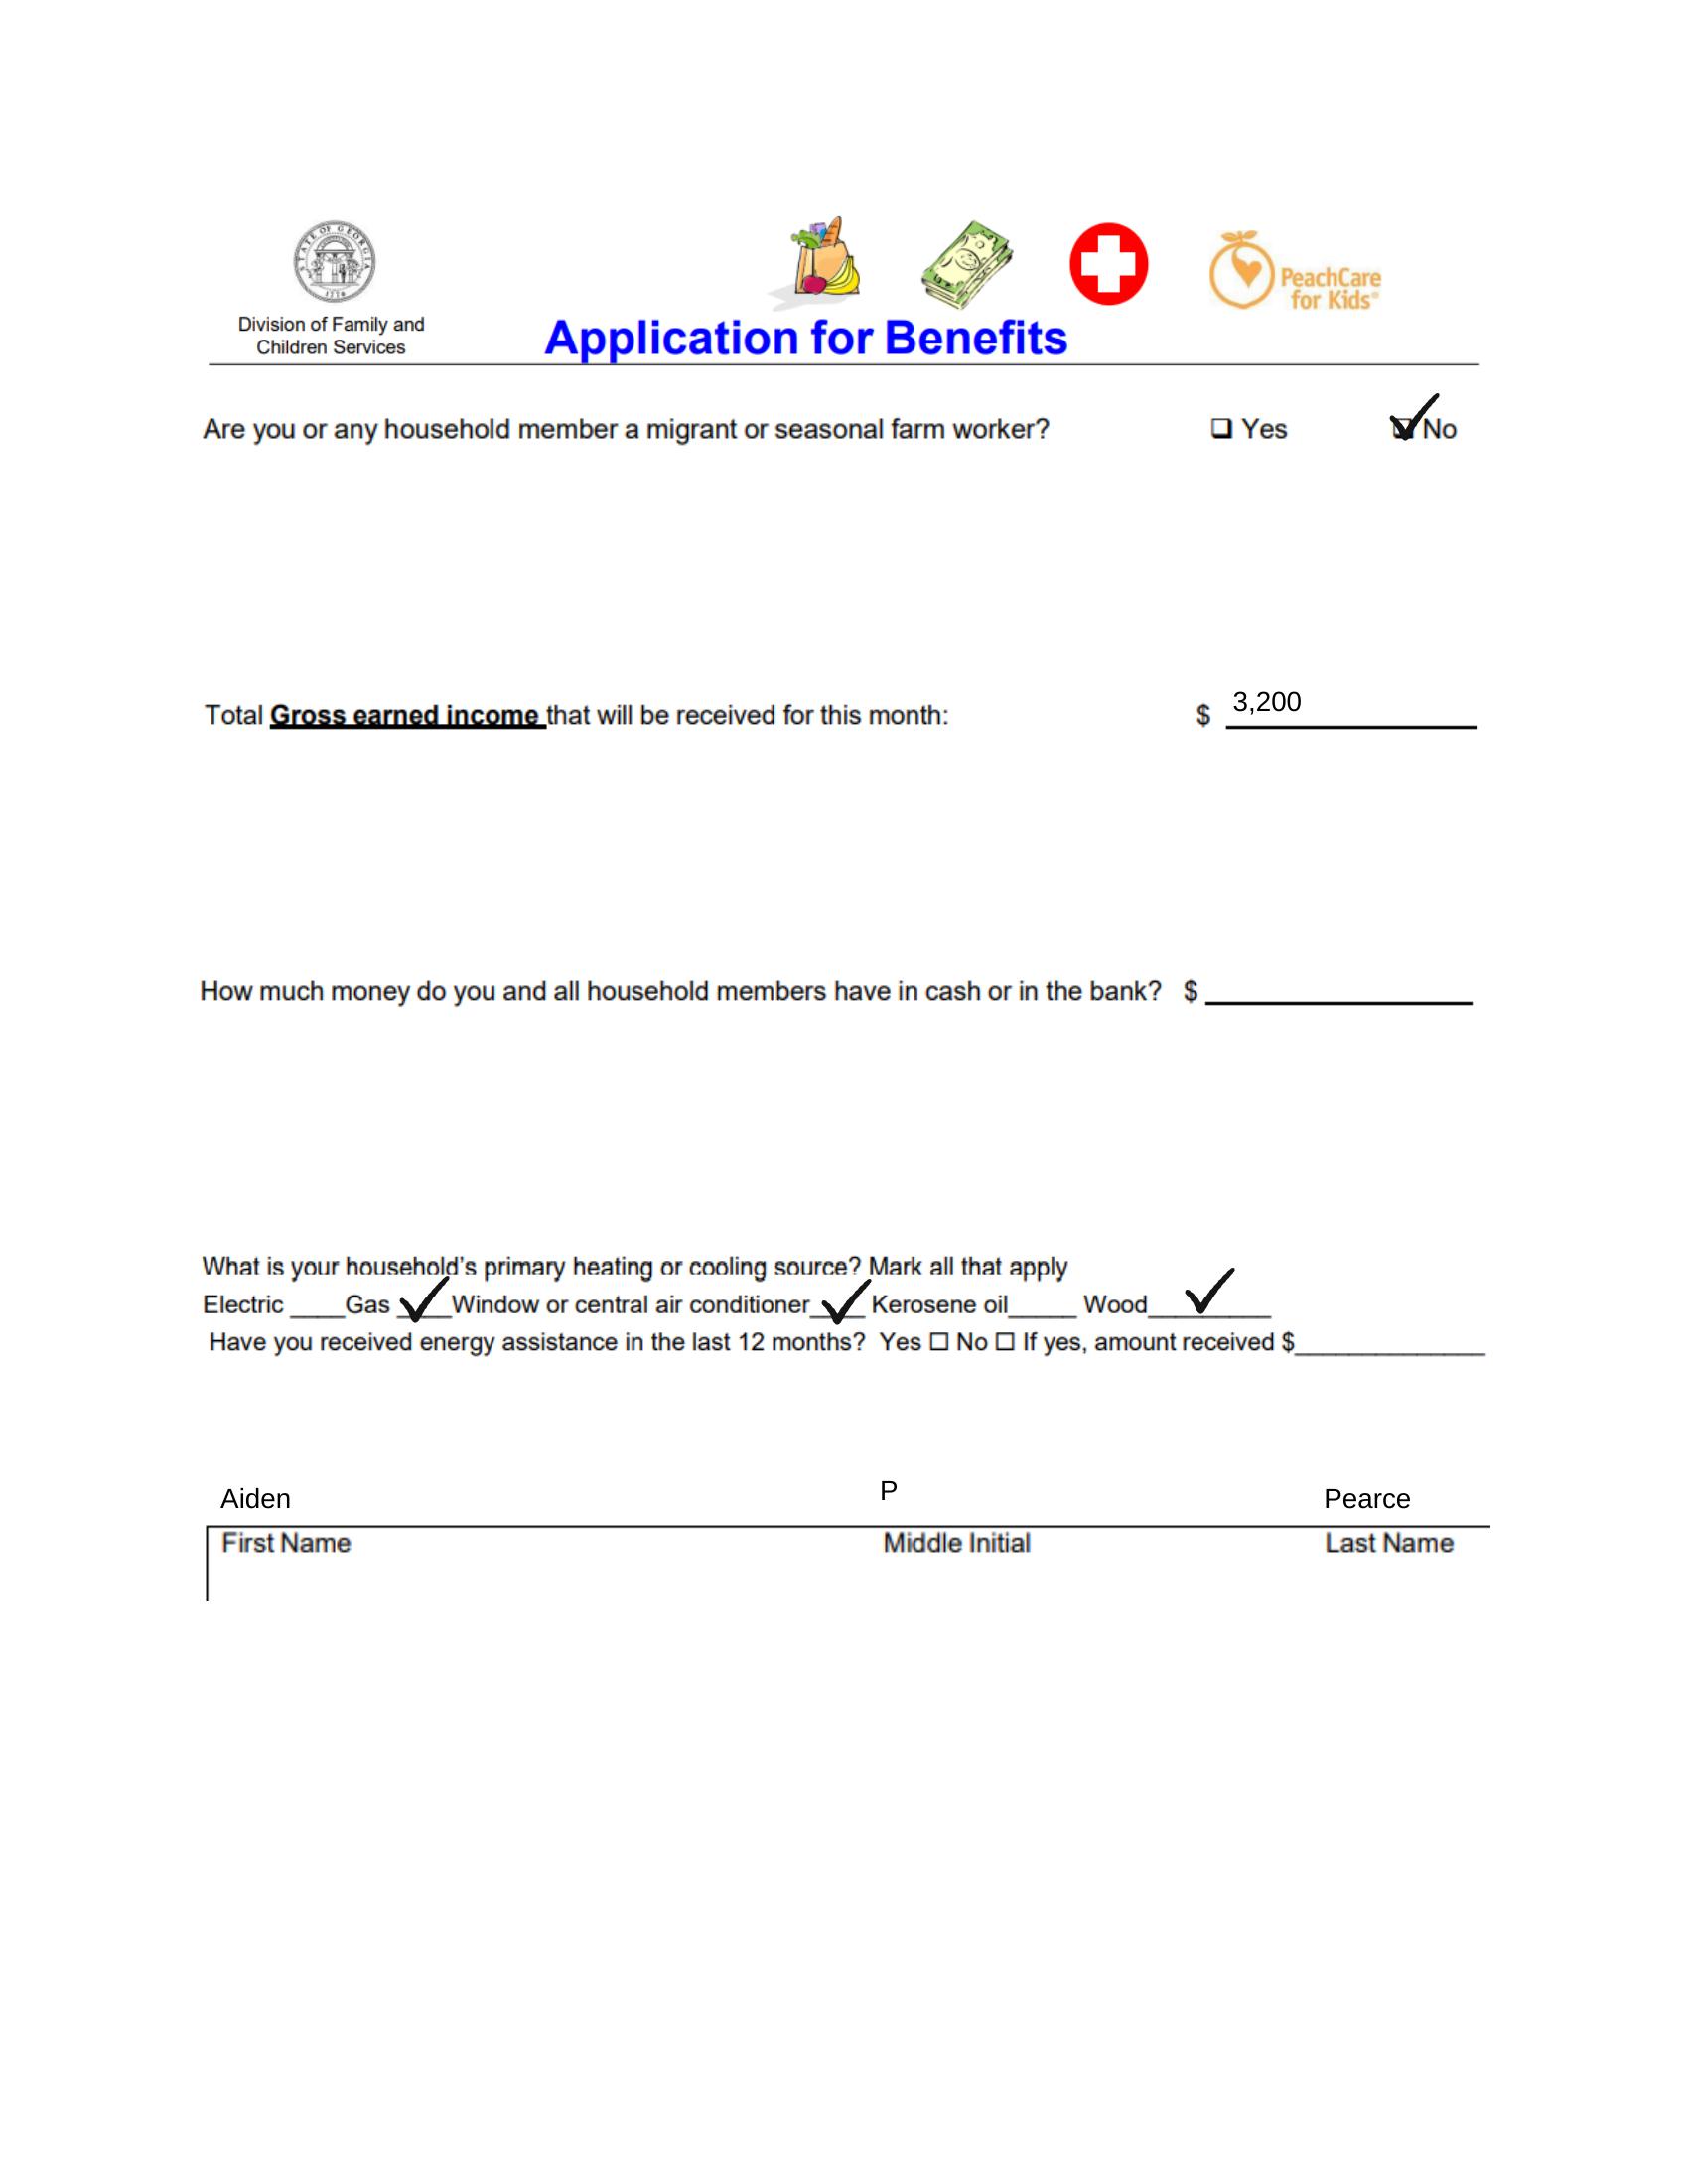 STATE OF GEORGIA
1776
PeachCare
for Kids®
Division of Family and
Children Services
Application for Benefits
Are you or any household member a migrant or seasonal farm worker? ❑ Yes ✓ No
Total Gross earned income that will be received for this month: $ 3,200
How much money do you and all household members have in cash or in the bank? $ ____________
What is your household’s primary heating or cooling source? Mark all that apply
Electric ____Gas ✓ Window or central air conditioner ✓ Kerosene oil_____ Wood ✓
Have you received energy assistance in the last 12 months? Yes ☐ No ☐ If yes, amount received $______________
Aiden P Pearce
First Name Middle Initial Last Name